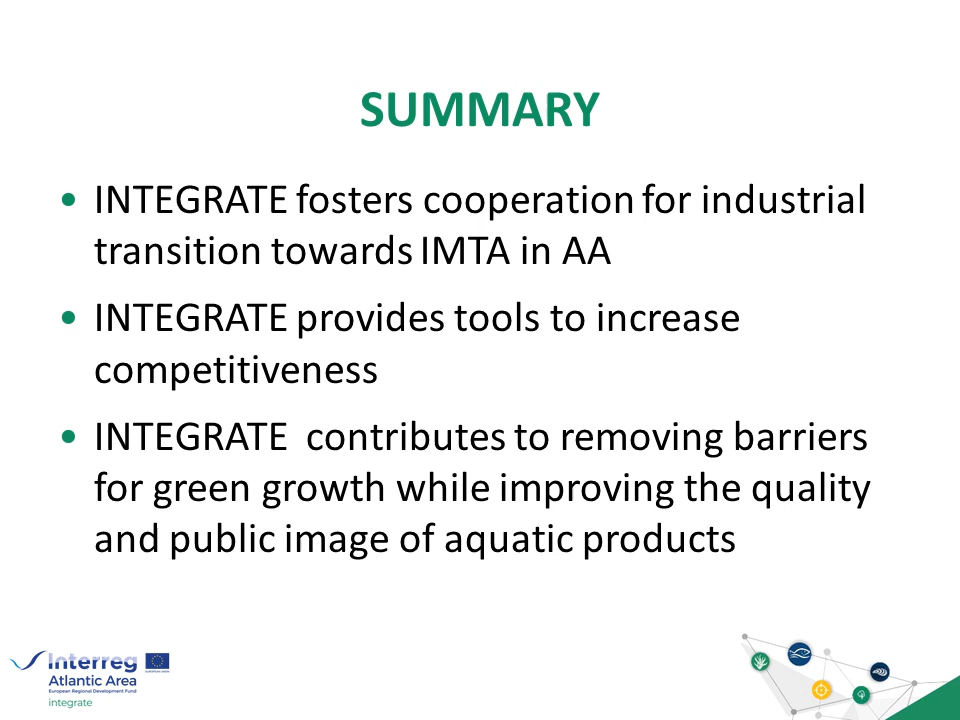 SUMMARY
• INTEGRATE fosters cooperation for industrial
transition towards IMTA in AA
• INTEGRATE provides tools to increase
competitiveness
• INTEGRATE  contributes to removing barriers
for green growth while improving the quality
and public image of aquatic products
Interreg
EUROPEAN UNION
Atlantic Area
European Regional Development Fund
integrate